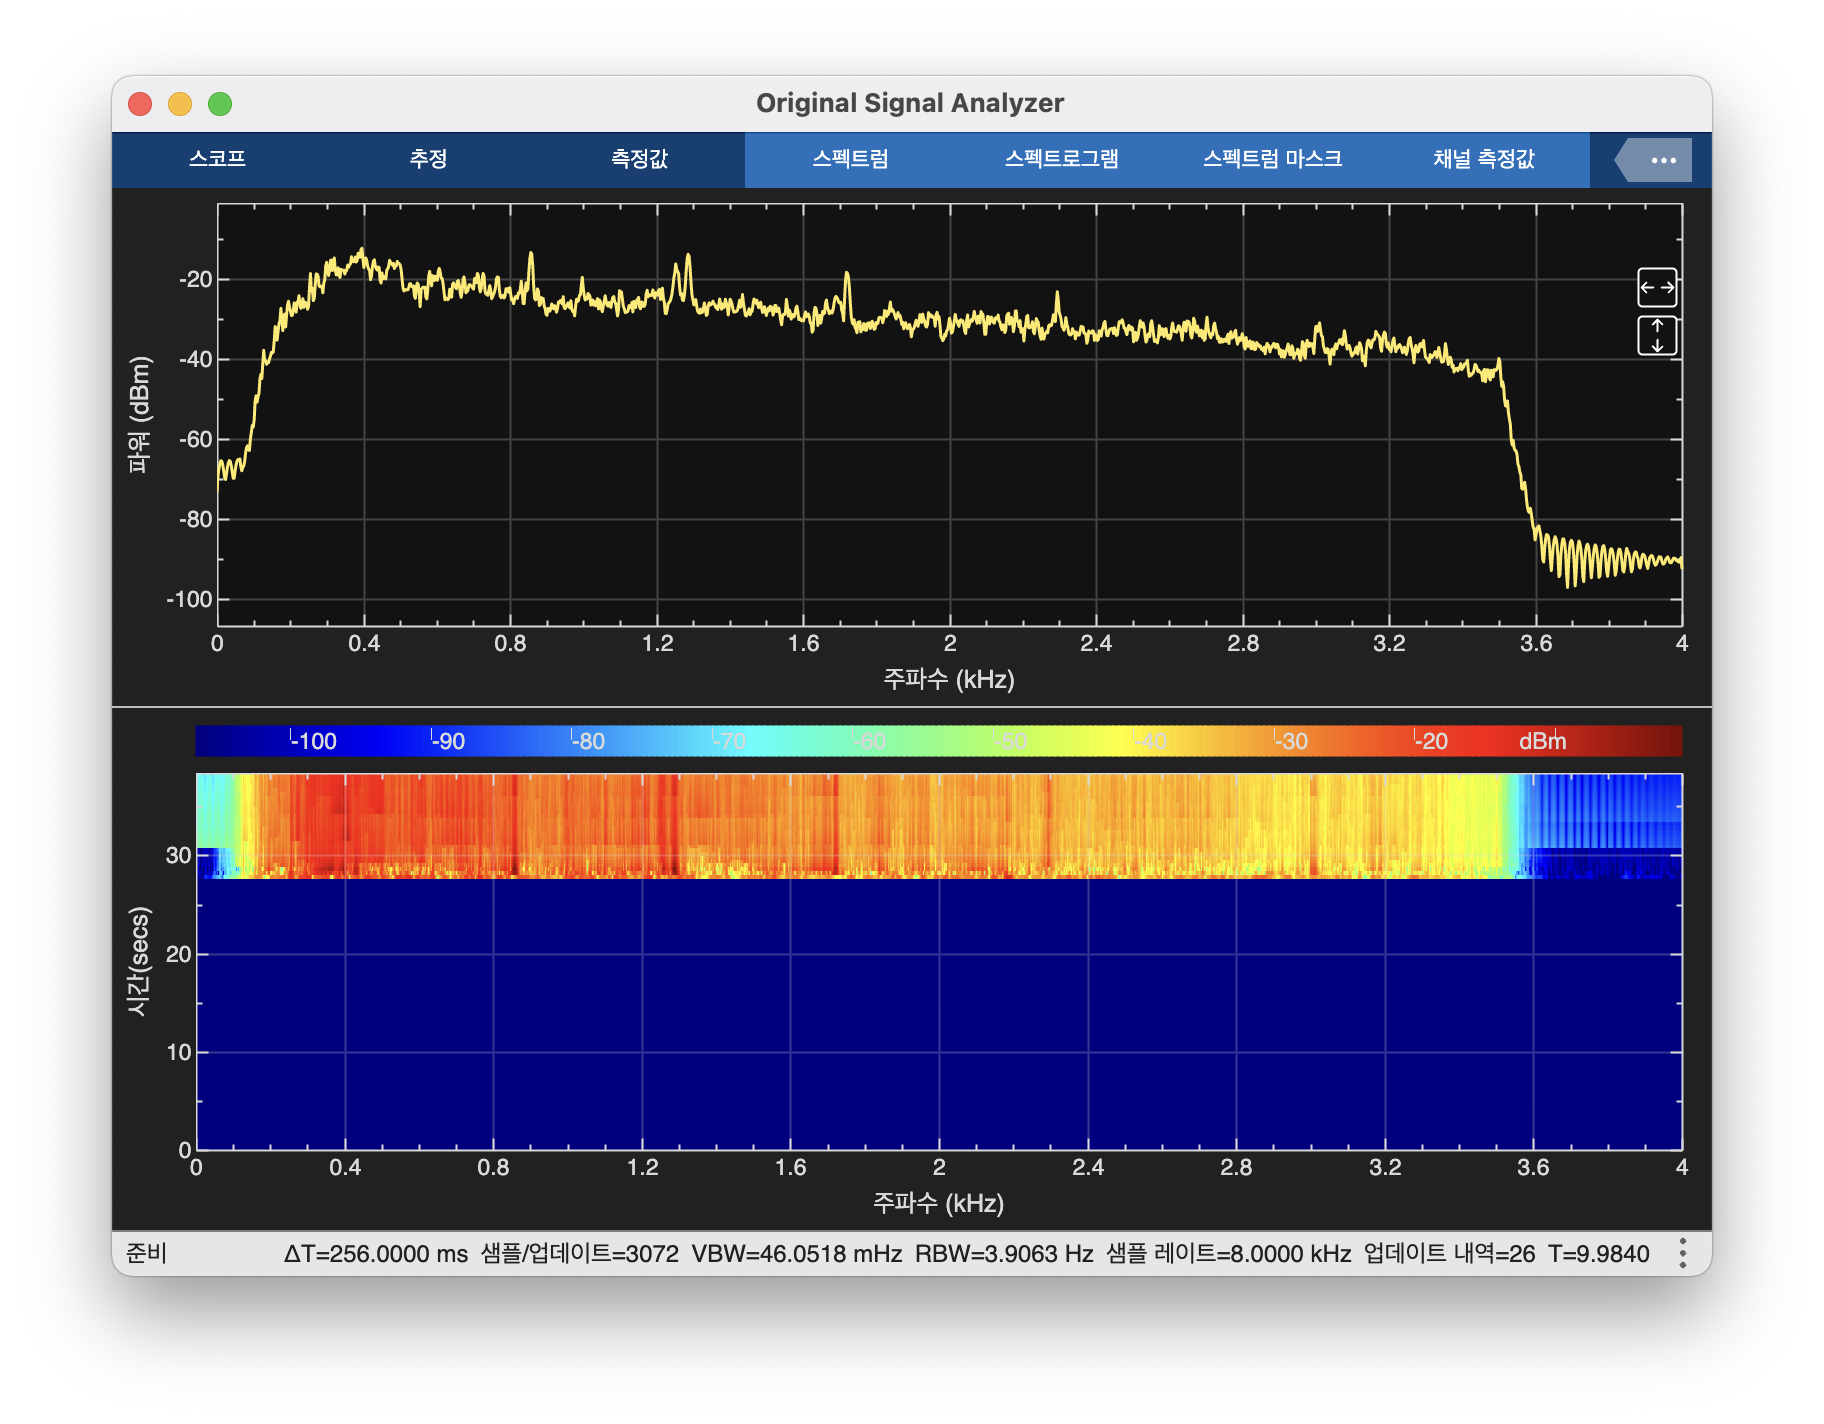 Original Signal Analyzer
스코프 추정 측정값 스펙트럼 스펙트로그램 스펙트럼 마스크 채널 측정값
-20
-40
-60
-80
-100
파워 (dBm)
0 0.4 0.8 1.2 1.6 2 2.4 2.8 3.2 3.6 4
주파수 (kHz)
-100 -90 -80 -70 -60 -50 -40 -30 -20 dBm
30
20
10
0
시간(secs)
0 0.4 0.8 1.2 1.6 2 2.4 2.8 3.2 3.6 4
주파수 (kHz)
준비 ΔT=256.0000 ms 샘플/업데이트=3072 VBW=46.0518 mHz RBW=3.9063 Hz 샘플 레이트=8.0000 kHz 업데이트 내역=26 T=9.9840